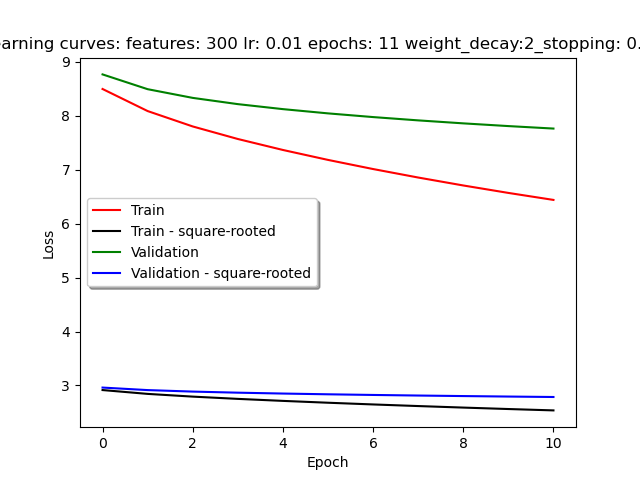 earning curves: features: 300 lr: 0.01 epochs: 11 weight_decay:2_stopping: 0.
9
8
7
6
5
4
3
Loss
Train
Train - square-rooted
Validation
Validation - square-rooted
0 2 4 6 8 10
Epoch